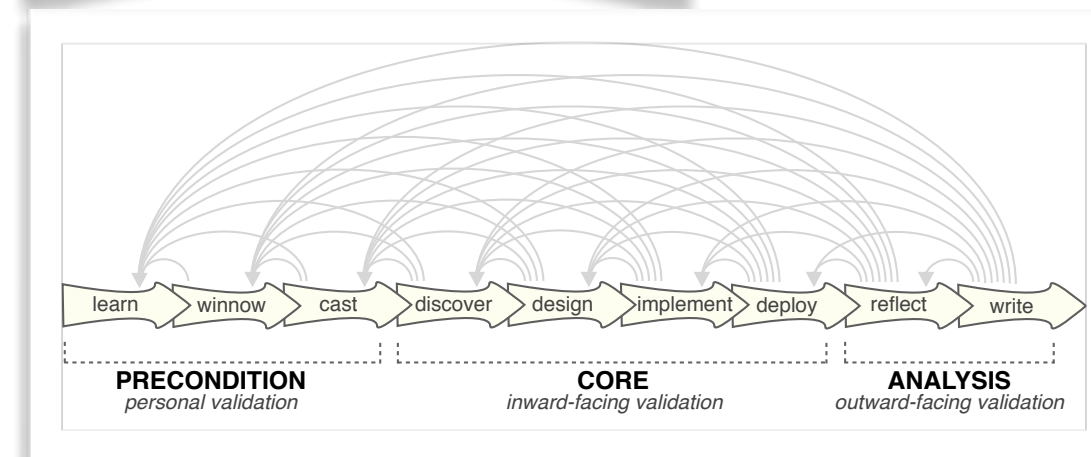 learn winnow cast discover design implement deploy reflect write
PRECONDITION CORE ANALYSIS
personal validation inward-facing validation outward-facing validation